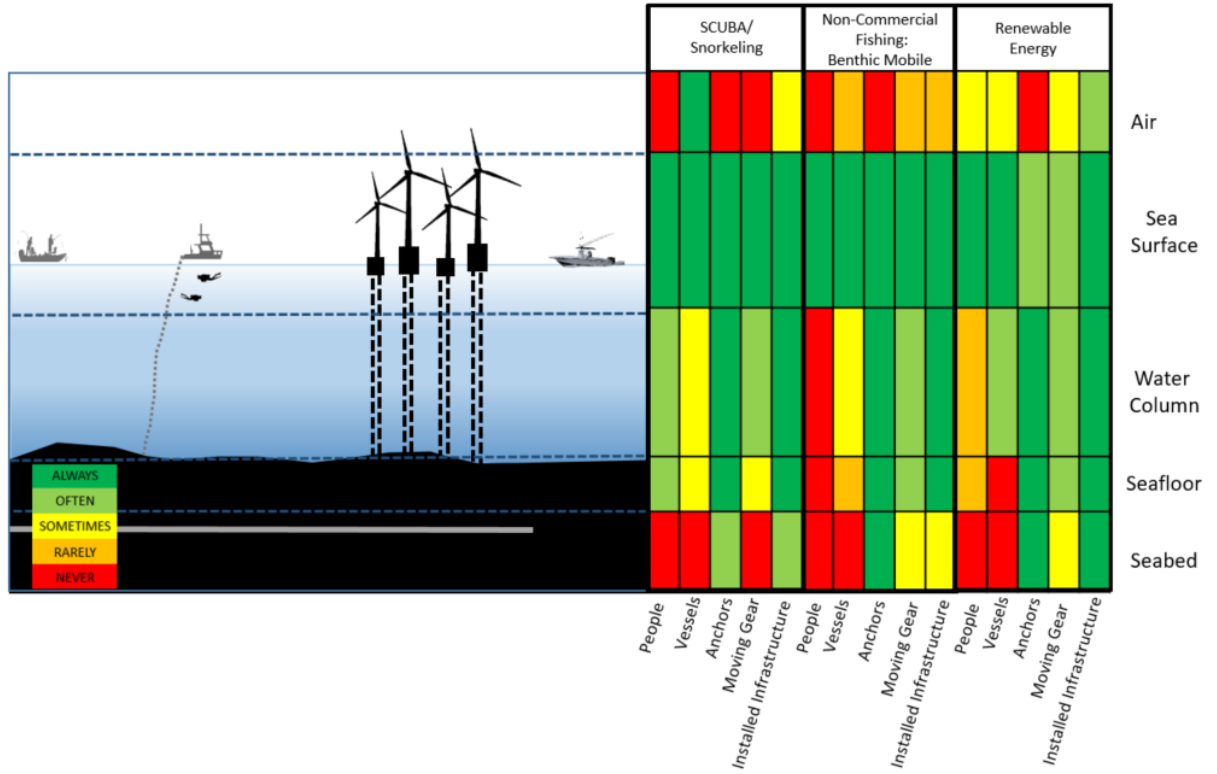 SCUBA/
Snorkeling
Non-Commercial
Fishing:
Benthic Mobile
Renewable
Energy
Air
Sea
Surface
Water
Column
Seafloor
Seabed
ALWAYS
OFTEN
SOMETIMES
RARELY
NEVER
People
Vessels
Anchors
Moving Gear
Installed Infrastructure
People
Vessels
Anchors
Moving Gear
Installed Infrastructure
People
Vessels
Anchors
Moving Gear
Installed Infrastructure